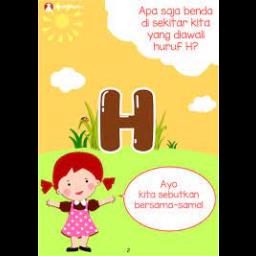 Apa saja benda
di sekitar kita
yang diawali
huruf H?
H
Ayo
kita sebutkan
bersama-sama!
2